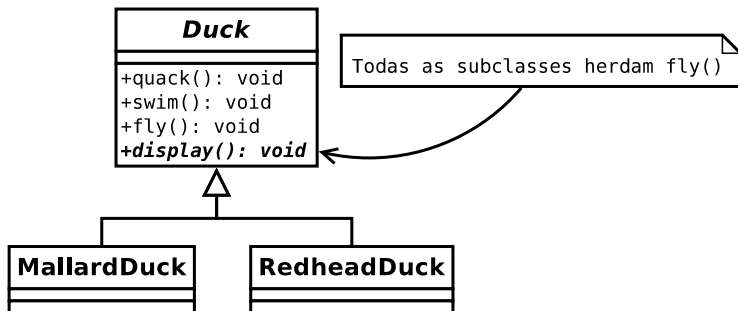 Duck
+quack(): void
+swim(): void
+fly(): void
+display(): void
Todas as subclasses herdam fly()
MallardDuck
RedheadDuck